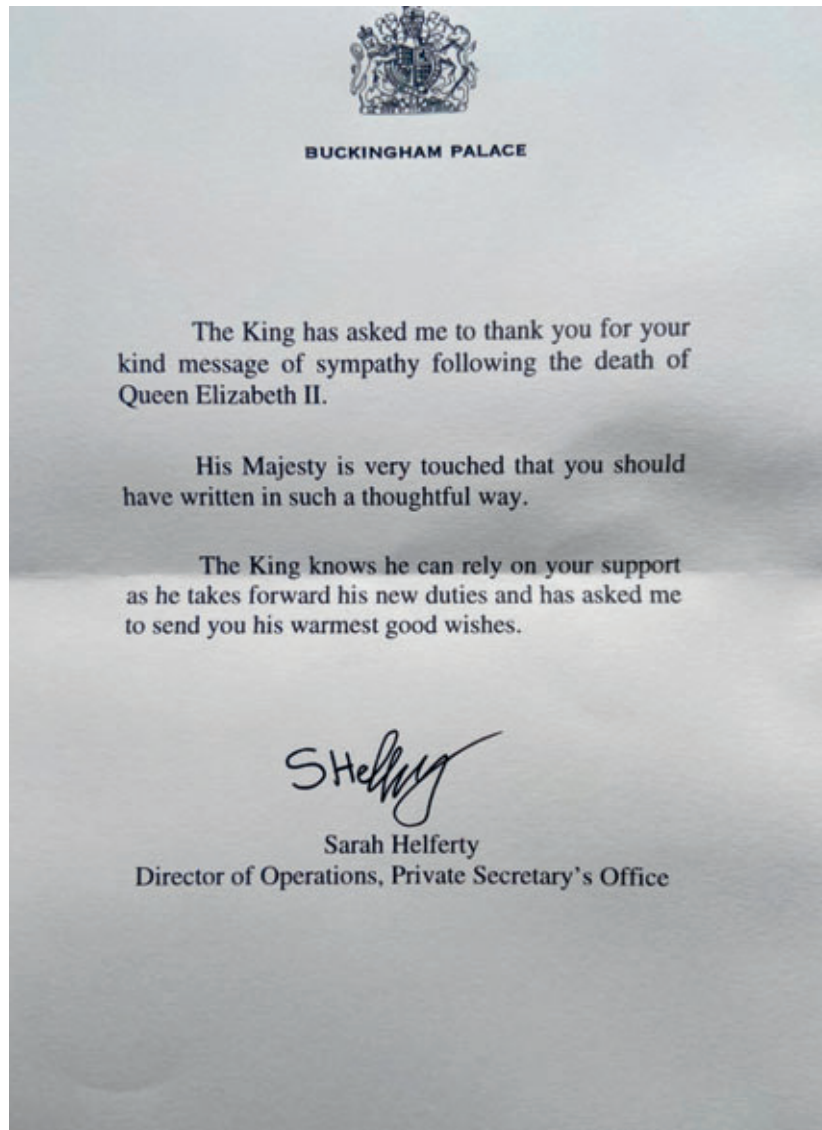 BUCKINGHAM PALACE
The King has asked me to thank you for your
kind message of sympathy following the death of
Queen Elizabeth II.
His Majesty is very touched that you should
have written in such a thoughtful way.
The King knows he can rely on your support
as he takes forward his new duties and has asked me
to send you his warmest good wishes.
SHelferty
Sarah Helferty
Director of Operations, Private Secretary’s Office